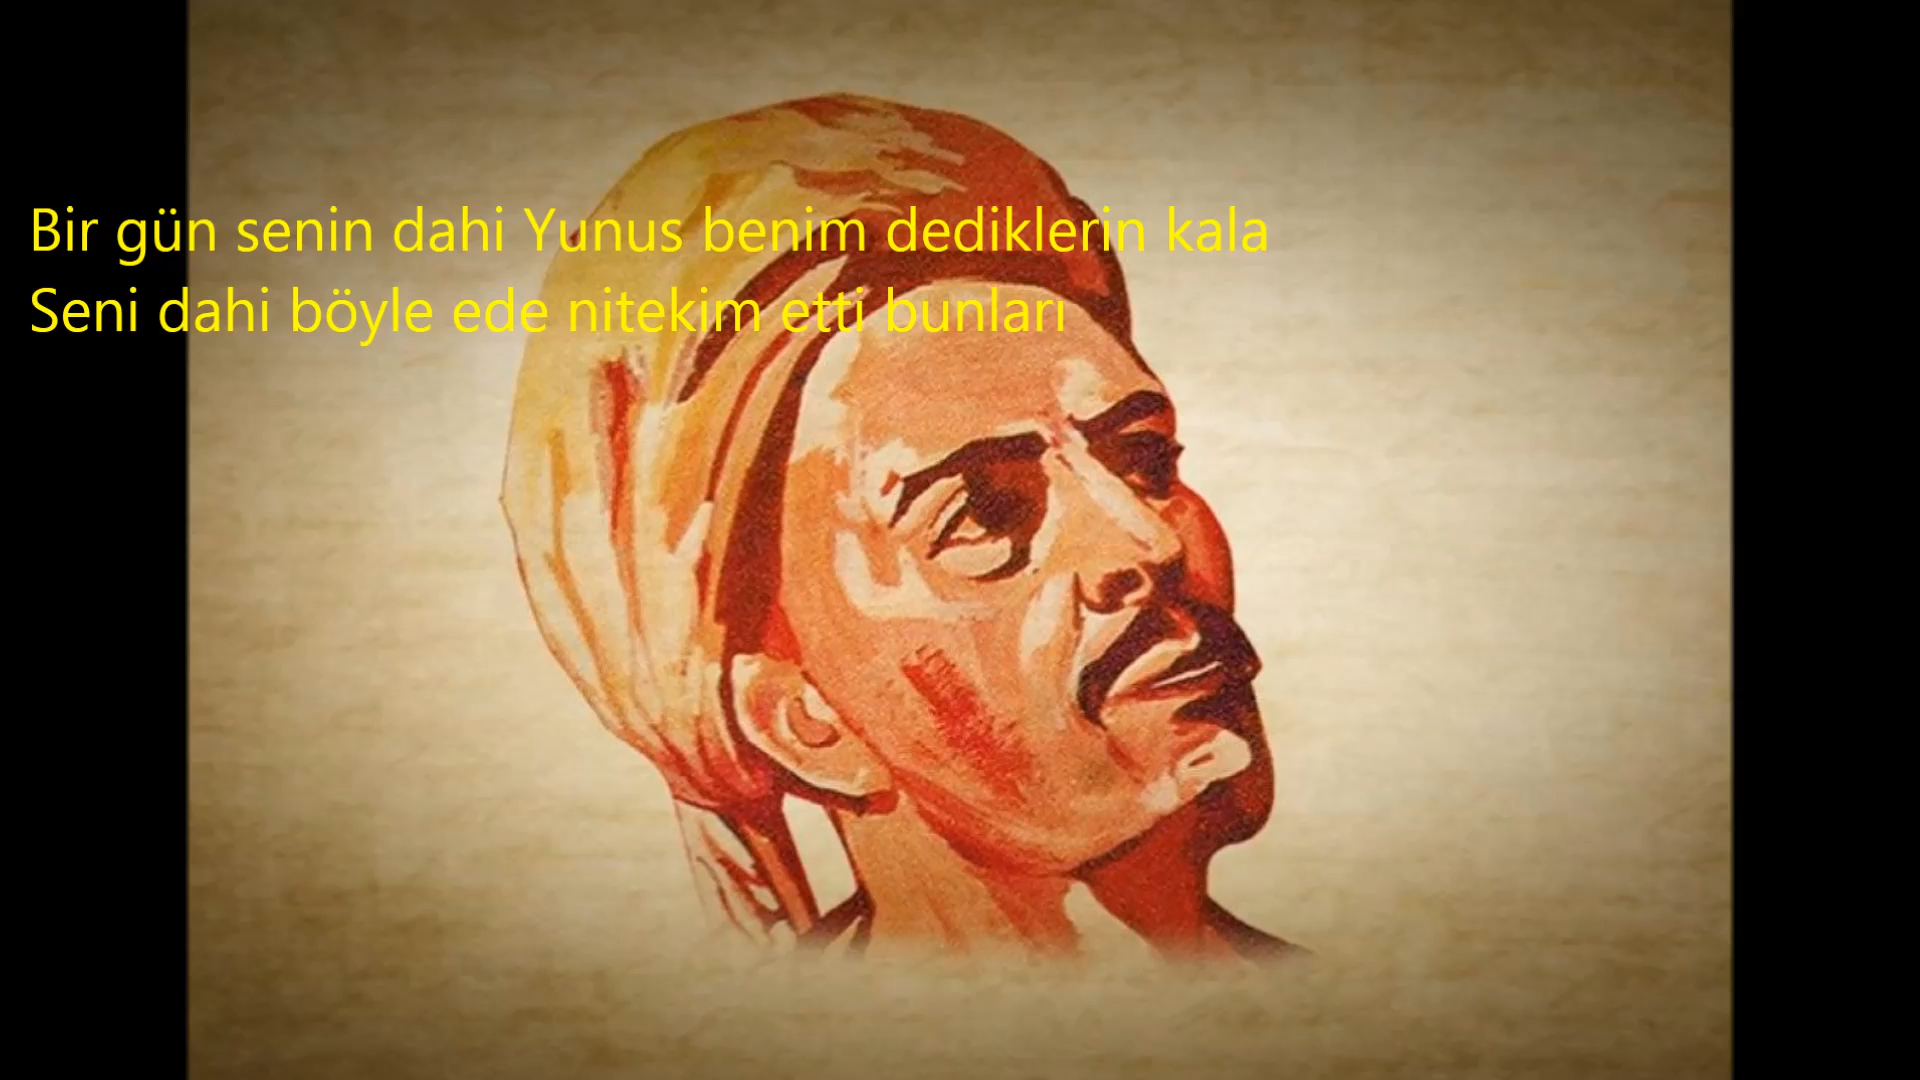 Bir gün senin dahi Yunus benim dediklerin kala
Seni dahi böyle ede nitekim etti bunları